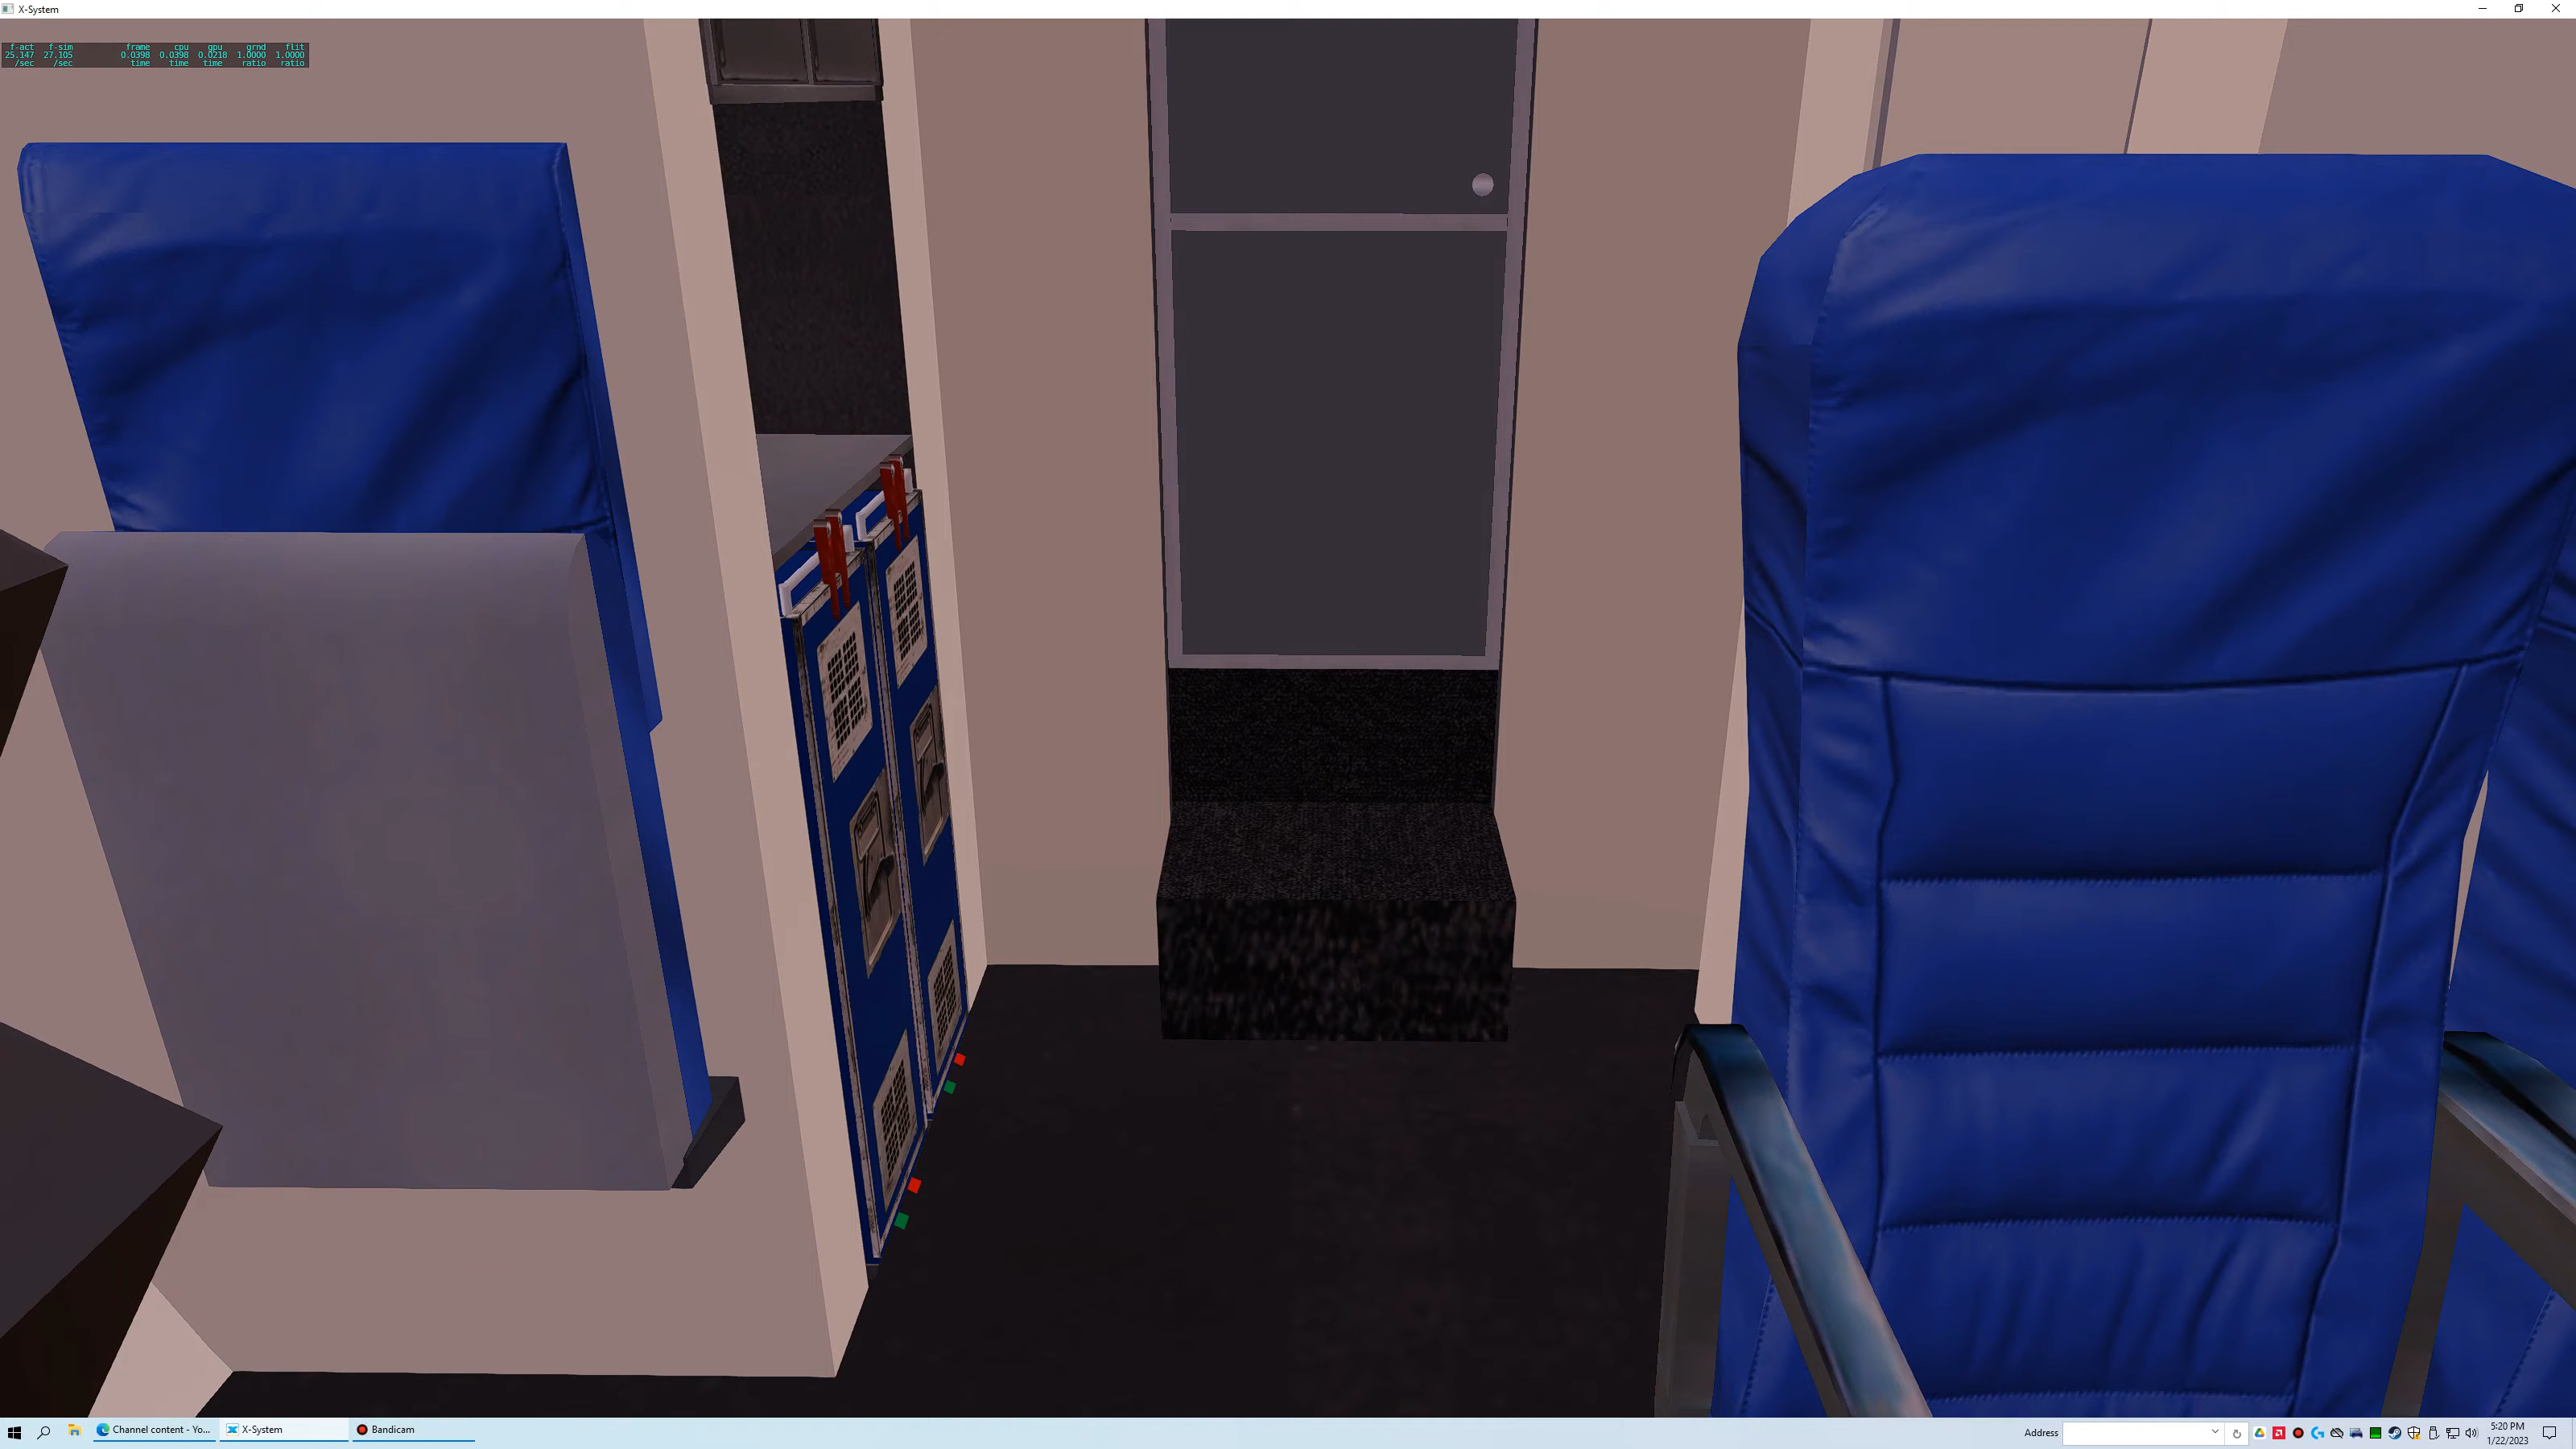 X-System
f-act f-sim frame cpu gpu grnd flit
25.147 27.105 0.0398 0.0398 0.0218 1.0000 1.0000
/sec /sec time time time ratio ratio
Channel content - Yo... X-System Bandicam Address 5:20 PM
1/22/2023